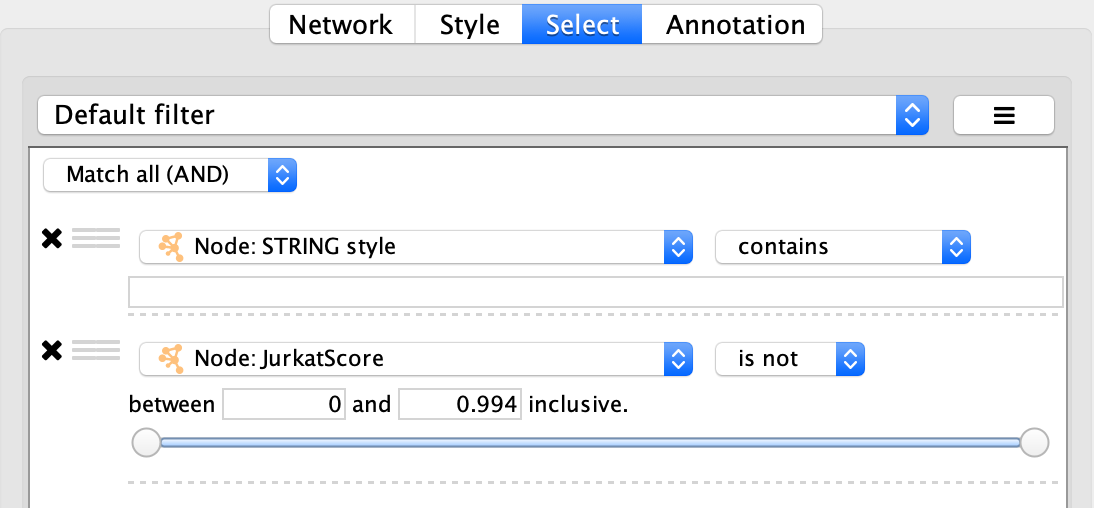 Network Style Select Annotation
Default filter
Match all (AND)
Node: STRING style contains
Node: JurkatScore is not
between 0 and 0.994 inclusive.